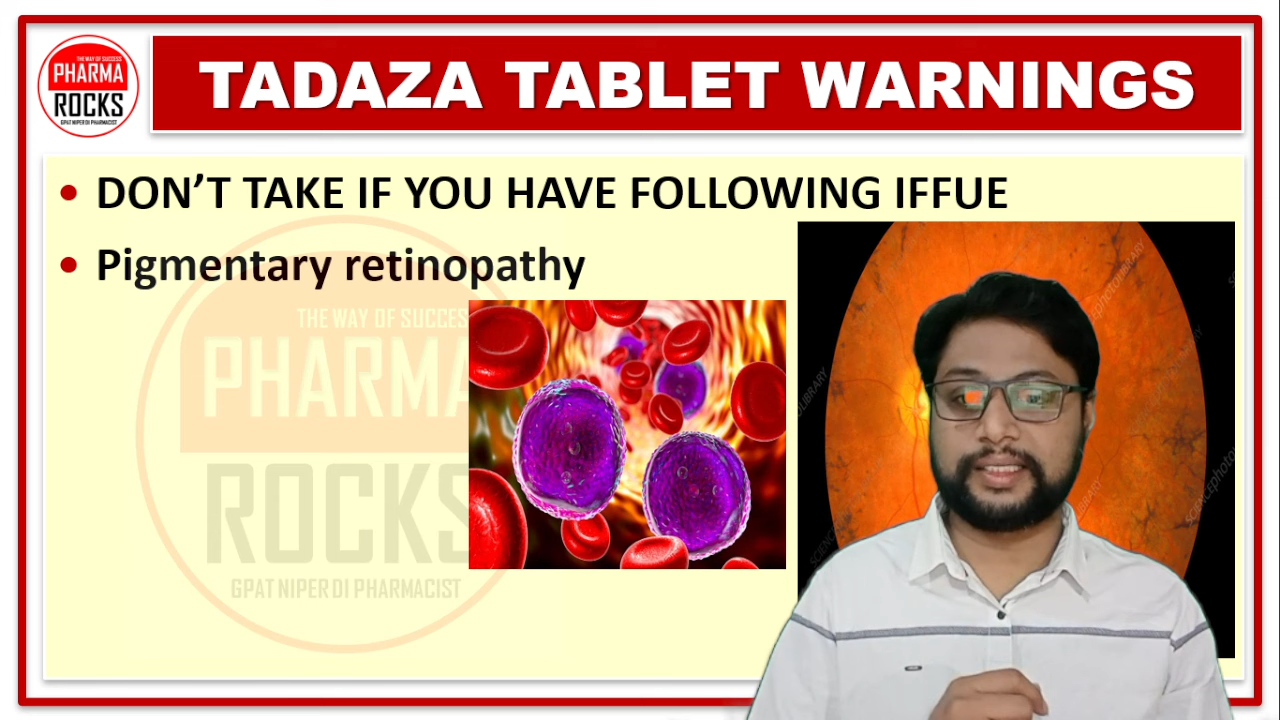 THE WAY OF SUCCESS
PHARMA
ROCKS
GPAT NIPER DI PHARMACIST
TADAZA TABLET WARNINGS
• DON'T TAKE IF YOU HAVE FOLLOWING IFFUE
• Pigmentary retinopathy
THE WAY OF SUCCES
PHARMA
ROCKS
GPAT NIPER DI PHARMACIST